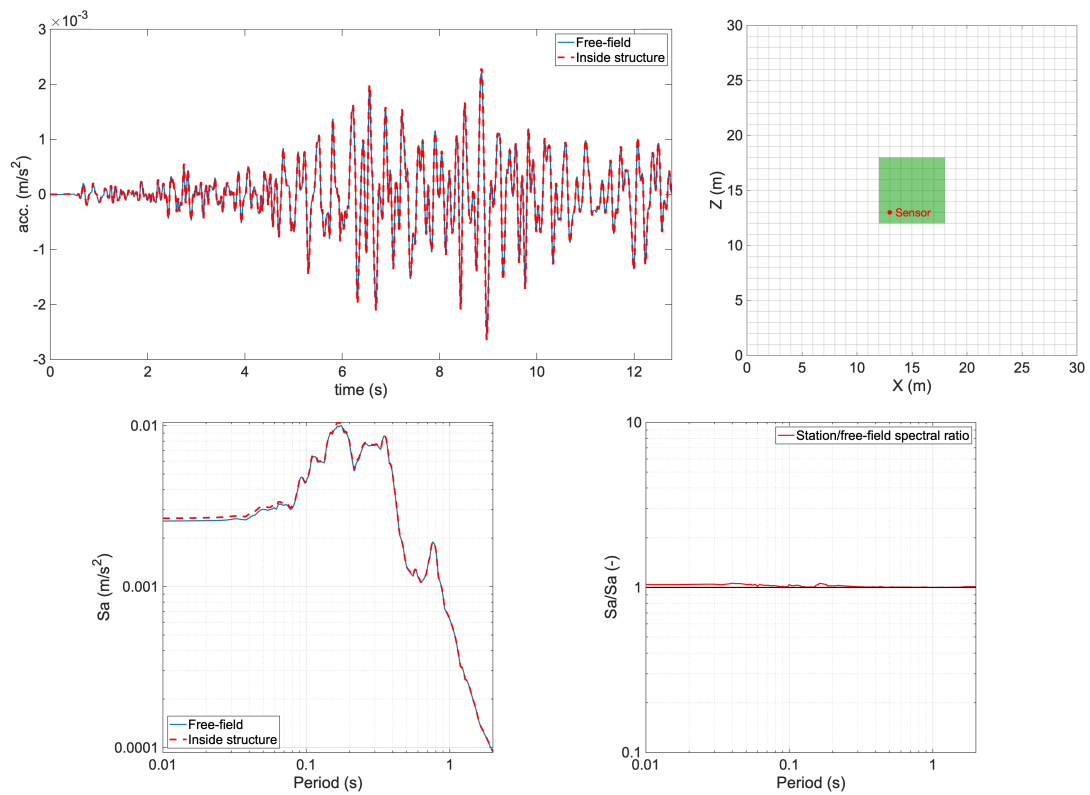 ×10⁻³
3
2
1
0
-1
-2
-3
acc. (m/s²)
0
2
4
6
8
10
12
time (s)
Free-field
Inside structure
30
25
20
15
10
5
0
Z (m)
Sensor
0
5
10
15
20
25
30
X (m)
0.01
0.001
0.0001
Sa (m/s²)
Free-field
Inside structure
0.01
0.1
1
Period (s)
10
1
0.1
Sa/Sa (-)
Station/free-field spectral ratio
0.01
0.1
1
Period (s)